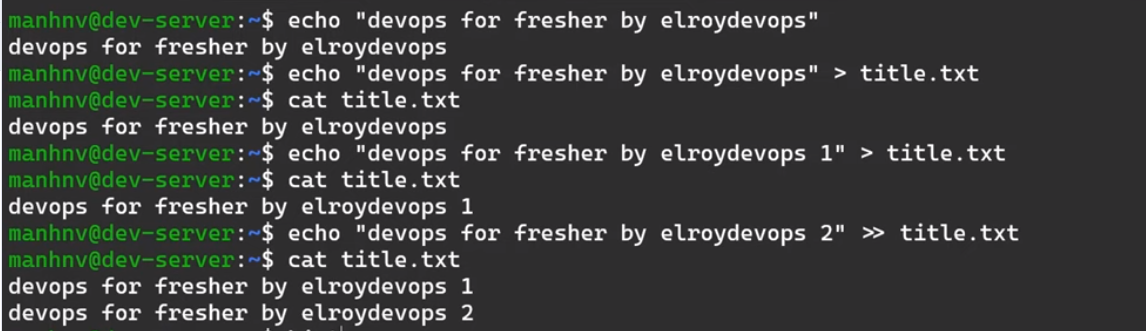 manhnv@dev-server:~$ echo "devops for fresher by elroydevops"
devops for fresher by elroydevops
manhnv@dev-server:~$ echo "devops for fresher by elroydevops" > title.txt
manhnv@dev-server:~$ cat title.txt
devops for fresher by elroydevops
manhnv@dev-server:~$ echo "devops for fresher by elroydevops 1" > title.txt
manhnv@dev-server:~$ cat title.txt
devops for fresher by elroydevops 1
manhnv@dev-server:~$ echo "devops for fresher by elroydevops 2" >> title.txt
manhnv@dev-server:~$ cat title.txt
devops for fresher by elroydevops 1
devops for fresher by elroydevops 2